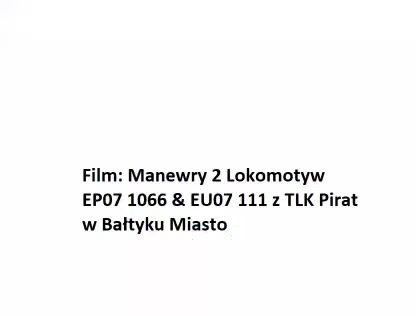 Film: Manewry 2 Lokomotyw
EP07 1066 & EU07 111 z TLK Pirat
w Bałtyku Miasto